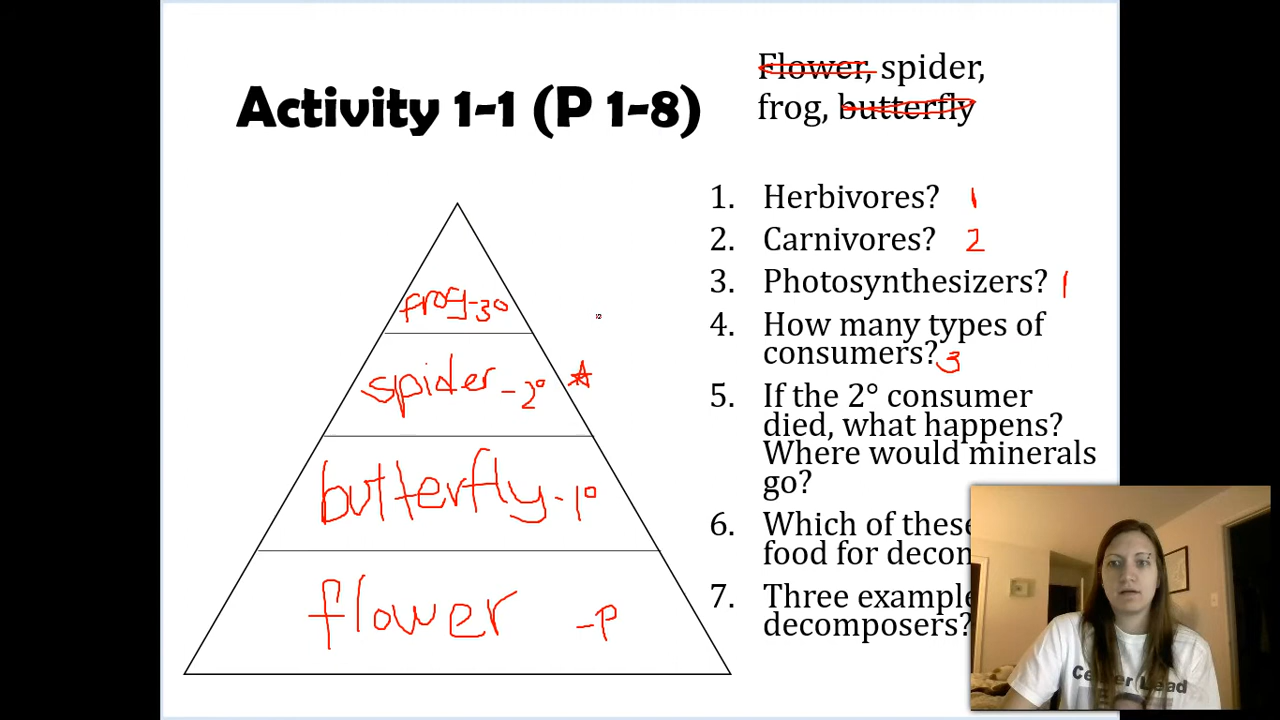 Activity 1-1 (P 1-8)
Flower, spider,
frog, butterfly
1. Herbivores? 1
2. Carnivores? 2
3. Photosynthesizers? 1
4. How many types of
consumers? 3
5. If the 2° consumer
died, what happens?
Where would minerals
go?
6. Which of these
food for
7. Three
decomposers?
frog-3°
spider-2°
butterfly-1°
flower -P